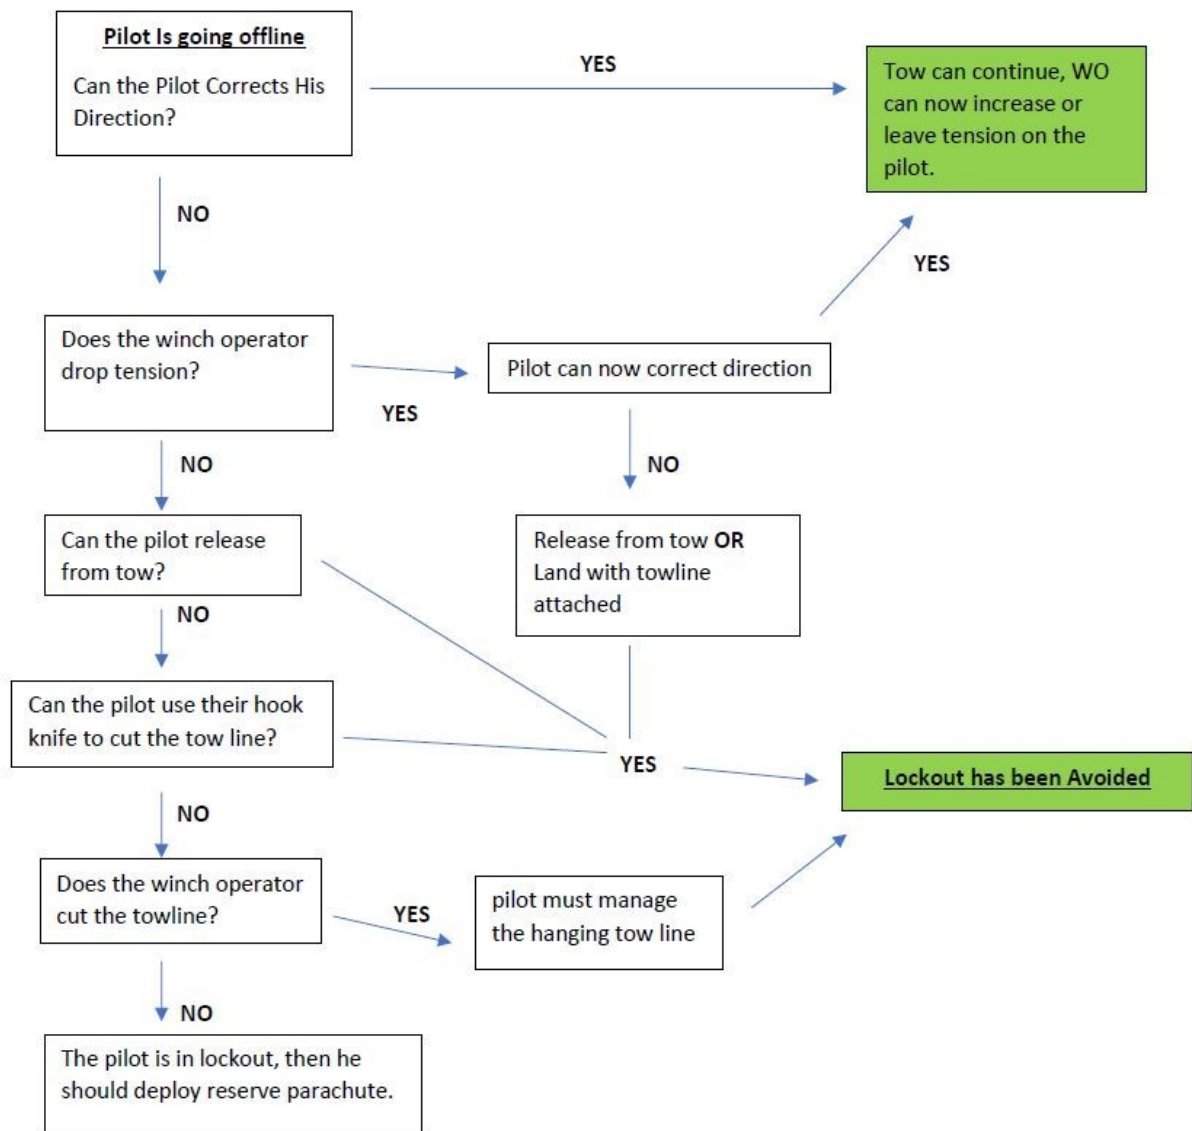 Pilot Is going offline
Can the Pilot Corrects His
Direction?
YES
Tow can continue, WO
can now increase or
leave tension on the
pilot.
NO
YES
Does the winch operator
drop tension?
YES
Pilot can now correct direction
NO
NO
Can the pilot release
from tow?
Release from tow OR
Land with towline
attached
NO
Can the pilot use their hook
knife to cut the tow line?
YES
Lockout has been Avoided
NO
Does the winch operator
cut the towline?
YES
pilot must manage
the hanging tow line
NO
The pilot is in lockout, then he
should deploy reserve parachute.